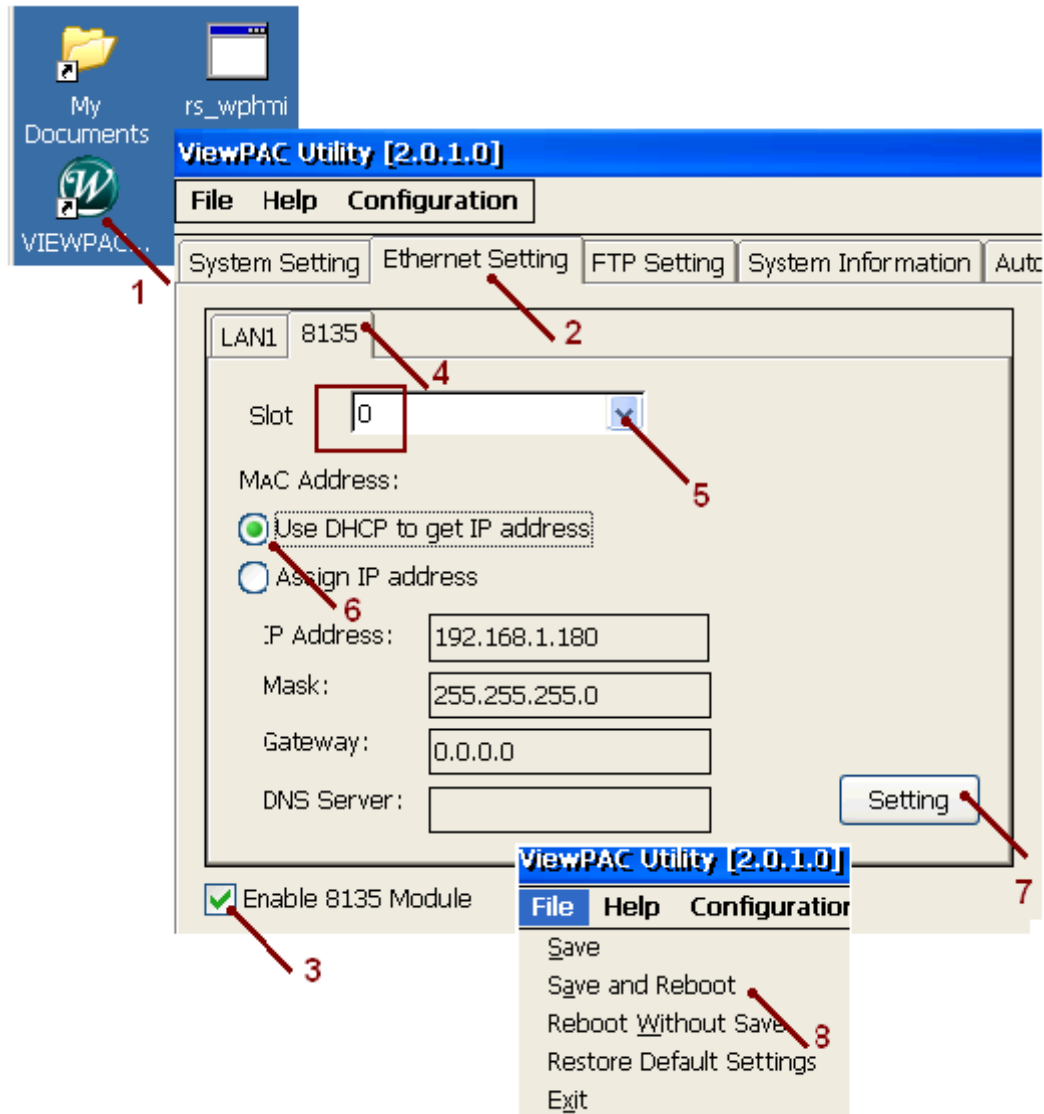 My Documents
rs_wphmi
VIEWPAC...
1
ViewPAC Utility [2.0.1.0]
File Help Configuration
System Setting Ethernet Setting FTP Setting System Information Auto
2
LAN1 8135
4
Slot 0
5
MAC Address:
Use DHCP to get IP address
Assign IP address
6
IP Address: 192.168.1.180
Mask: 255.255.255.0
Gateway: 0.0.0.0
DNS Server:
Setting
7
Enable 8135 Module
3
ViewPAC Utility [2.0.1.0]
File Help Configuration
Save
Save and Reboot
Reboot Without Save
8
Restore Default Settings
Exit